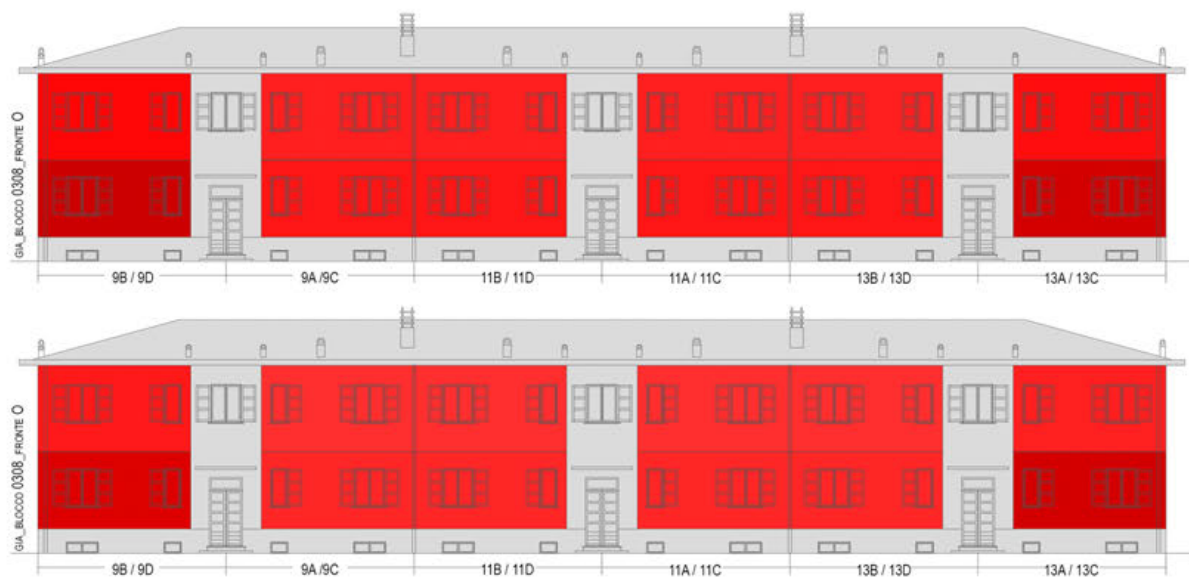 GIA_BLOCCO 0308_FRONTE O
9B / 9D 9A /9C 11B / 11D 11A / 11C 13B / 13D 13A / 13C
GIA_BLOCCO 0308_FRONTE O
9B / 9D 9A /9C 11B / 11D 11A / 11C 13B / 13D 13A / 13C